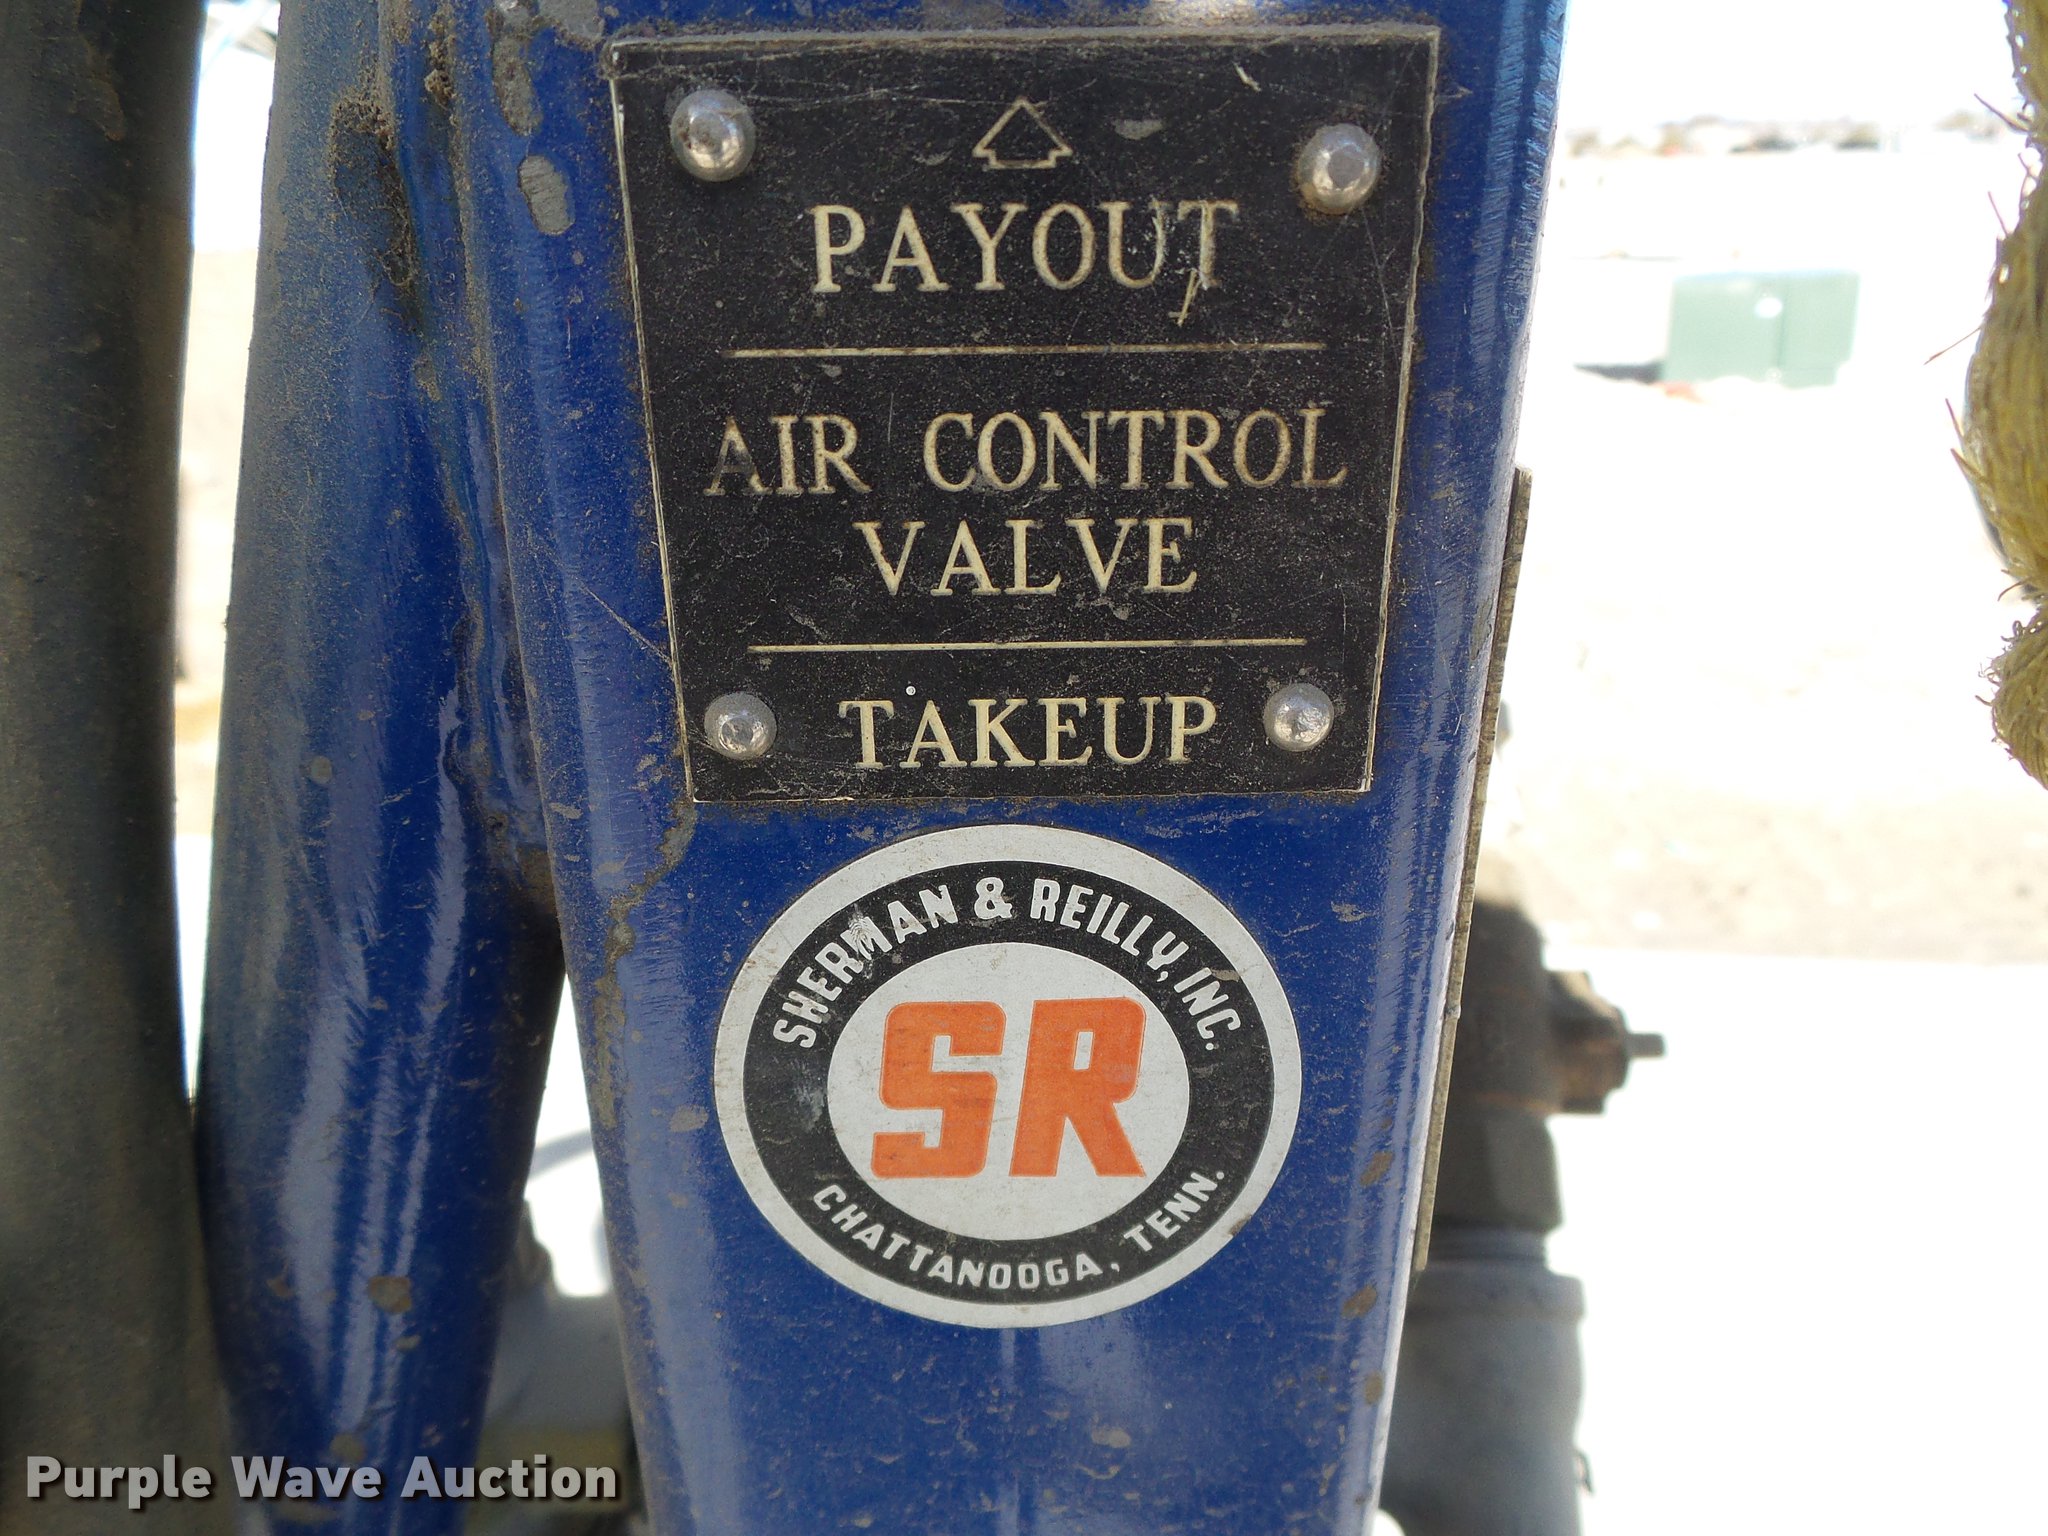 PAYOUT
AIR CONTROL
VALVE
TAKEUP
SHERMAN & REILLY, INC.
SR
CHATTANOOGA, TENN.
Purple Wave Auction